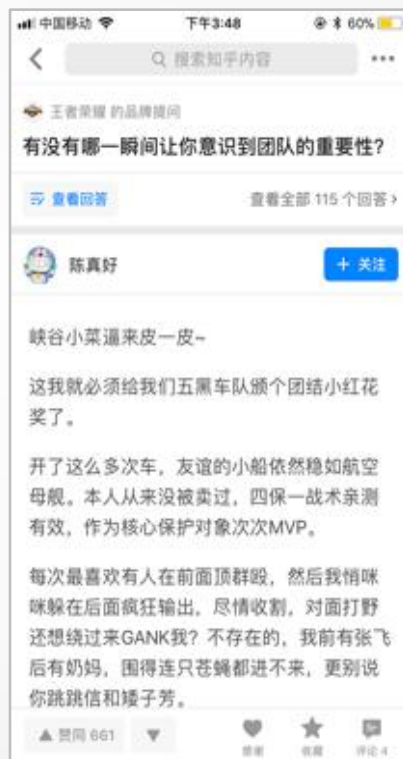 中国移动 下午3:48 60%
搜索知乎内容
王者荣耀 的品牌提问
有没有哪一瞬间让你意识到团队的重要性?
查看回答 查看全部 115 个回答 >
陈真好 + 关注
峡谷小菜逼来皮一皮~
这我就必须给我们五黑车队颁个团结小红花
奖了。
开了这么多次车,友谊的小船依然稳如航空
母舰。本人从来没被卖过,四保一战术亲测
有效,作为核心保护对象次次MVP。
每次最喜欢有人在前面顶群殴,然后我悄咪
咪躲在后面疯狂输出,尽情收割,对面打野
还想绕过来GANK我?不存在的,我前有张飞
后有奶妈,围得连只苍蝇都进不来,更别说
你跳跳信和矮子芳。
赞同 661
感谢 收藏 评论 4